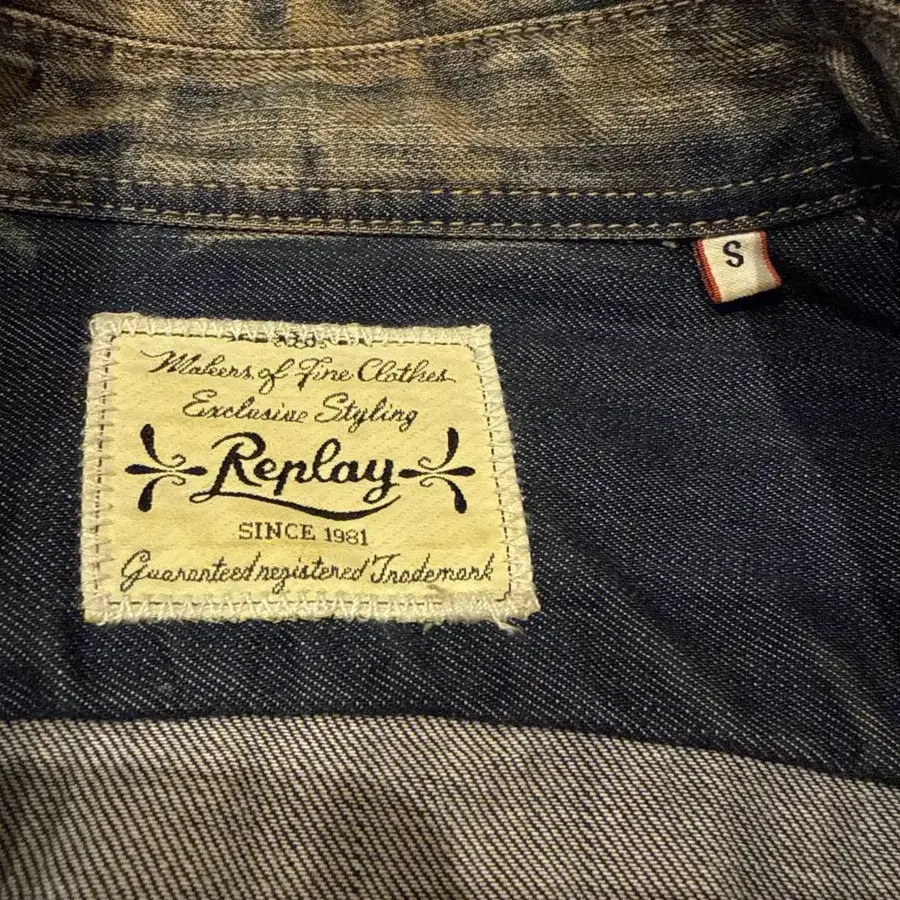 S
Makers of Fine Clothes
Exclusive Styling
Replay
SINCE 1981
Guaranteed registered Trademark